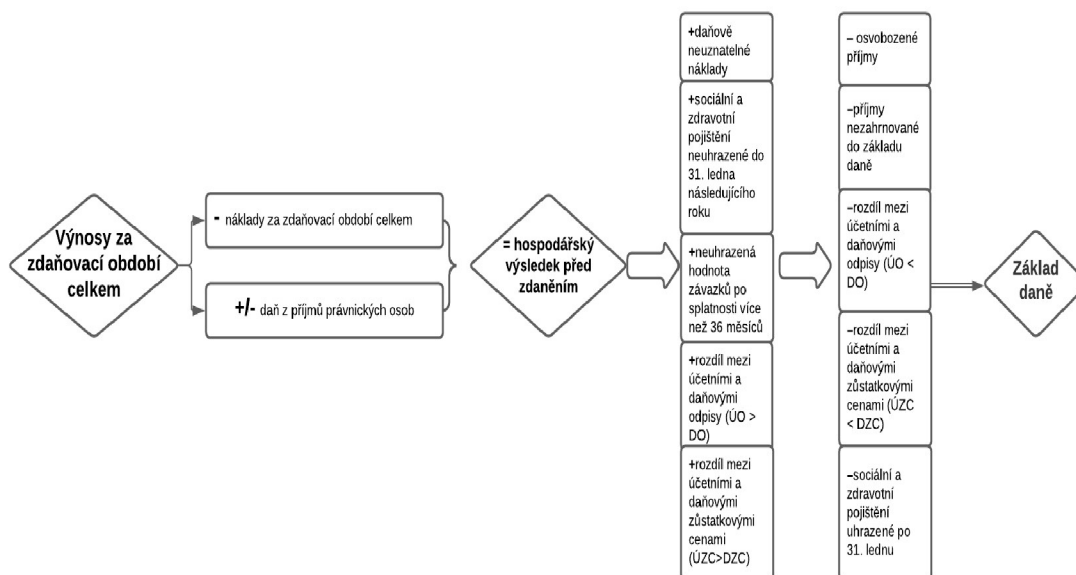 Výnosy za
zdaňovací období
celkem
- náklady za zdaňovací období celkem
+/- daň z příjmů právnických osob
= hospodářský
výsledek před
zdaněním
+daňově
neuznatelné
náklady
+sociální a
zdravotní
pojištění
neuhrazené do
31. ledna
následujícího
roku
+neuhrazená
hodnota
závazků po
splatnosti více
než 36 měsíců
+rozdíl mezi
účetními a
daňovými
odpisy (ÚO >
DO)
+rozdíl mezi
účetními a
daňovými
zůstatkovými
cenami
(ÚZC>DZC)
– osvobozené
příjmy
–příjmy
nezahrnované
do základu
daně
–rozdíl mezi
účetními a
daňovými
odpisy (ÚO <
DO)
–rozdíl mezi
účetními a
daňovými
zůstatkovými
cenami (ÚZC
< DZC)
–sociální a
zdravotní
pojištění
uhrazené po
31. lednu
Základ
daně